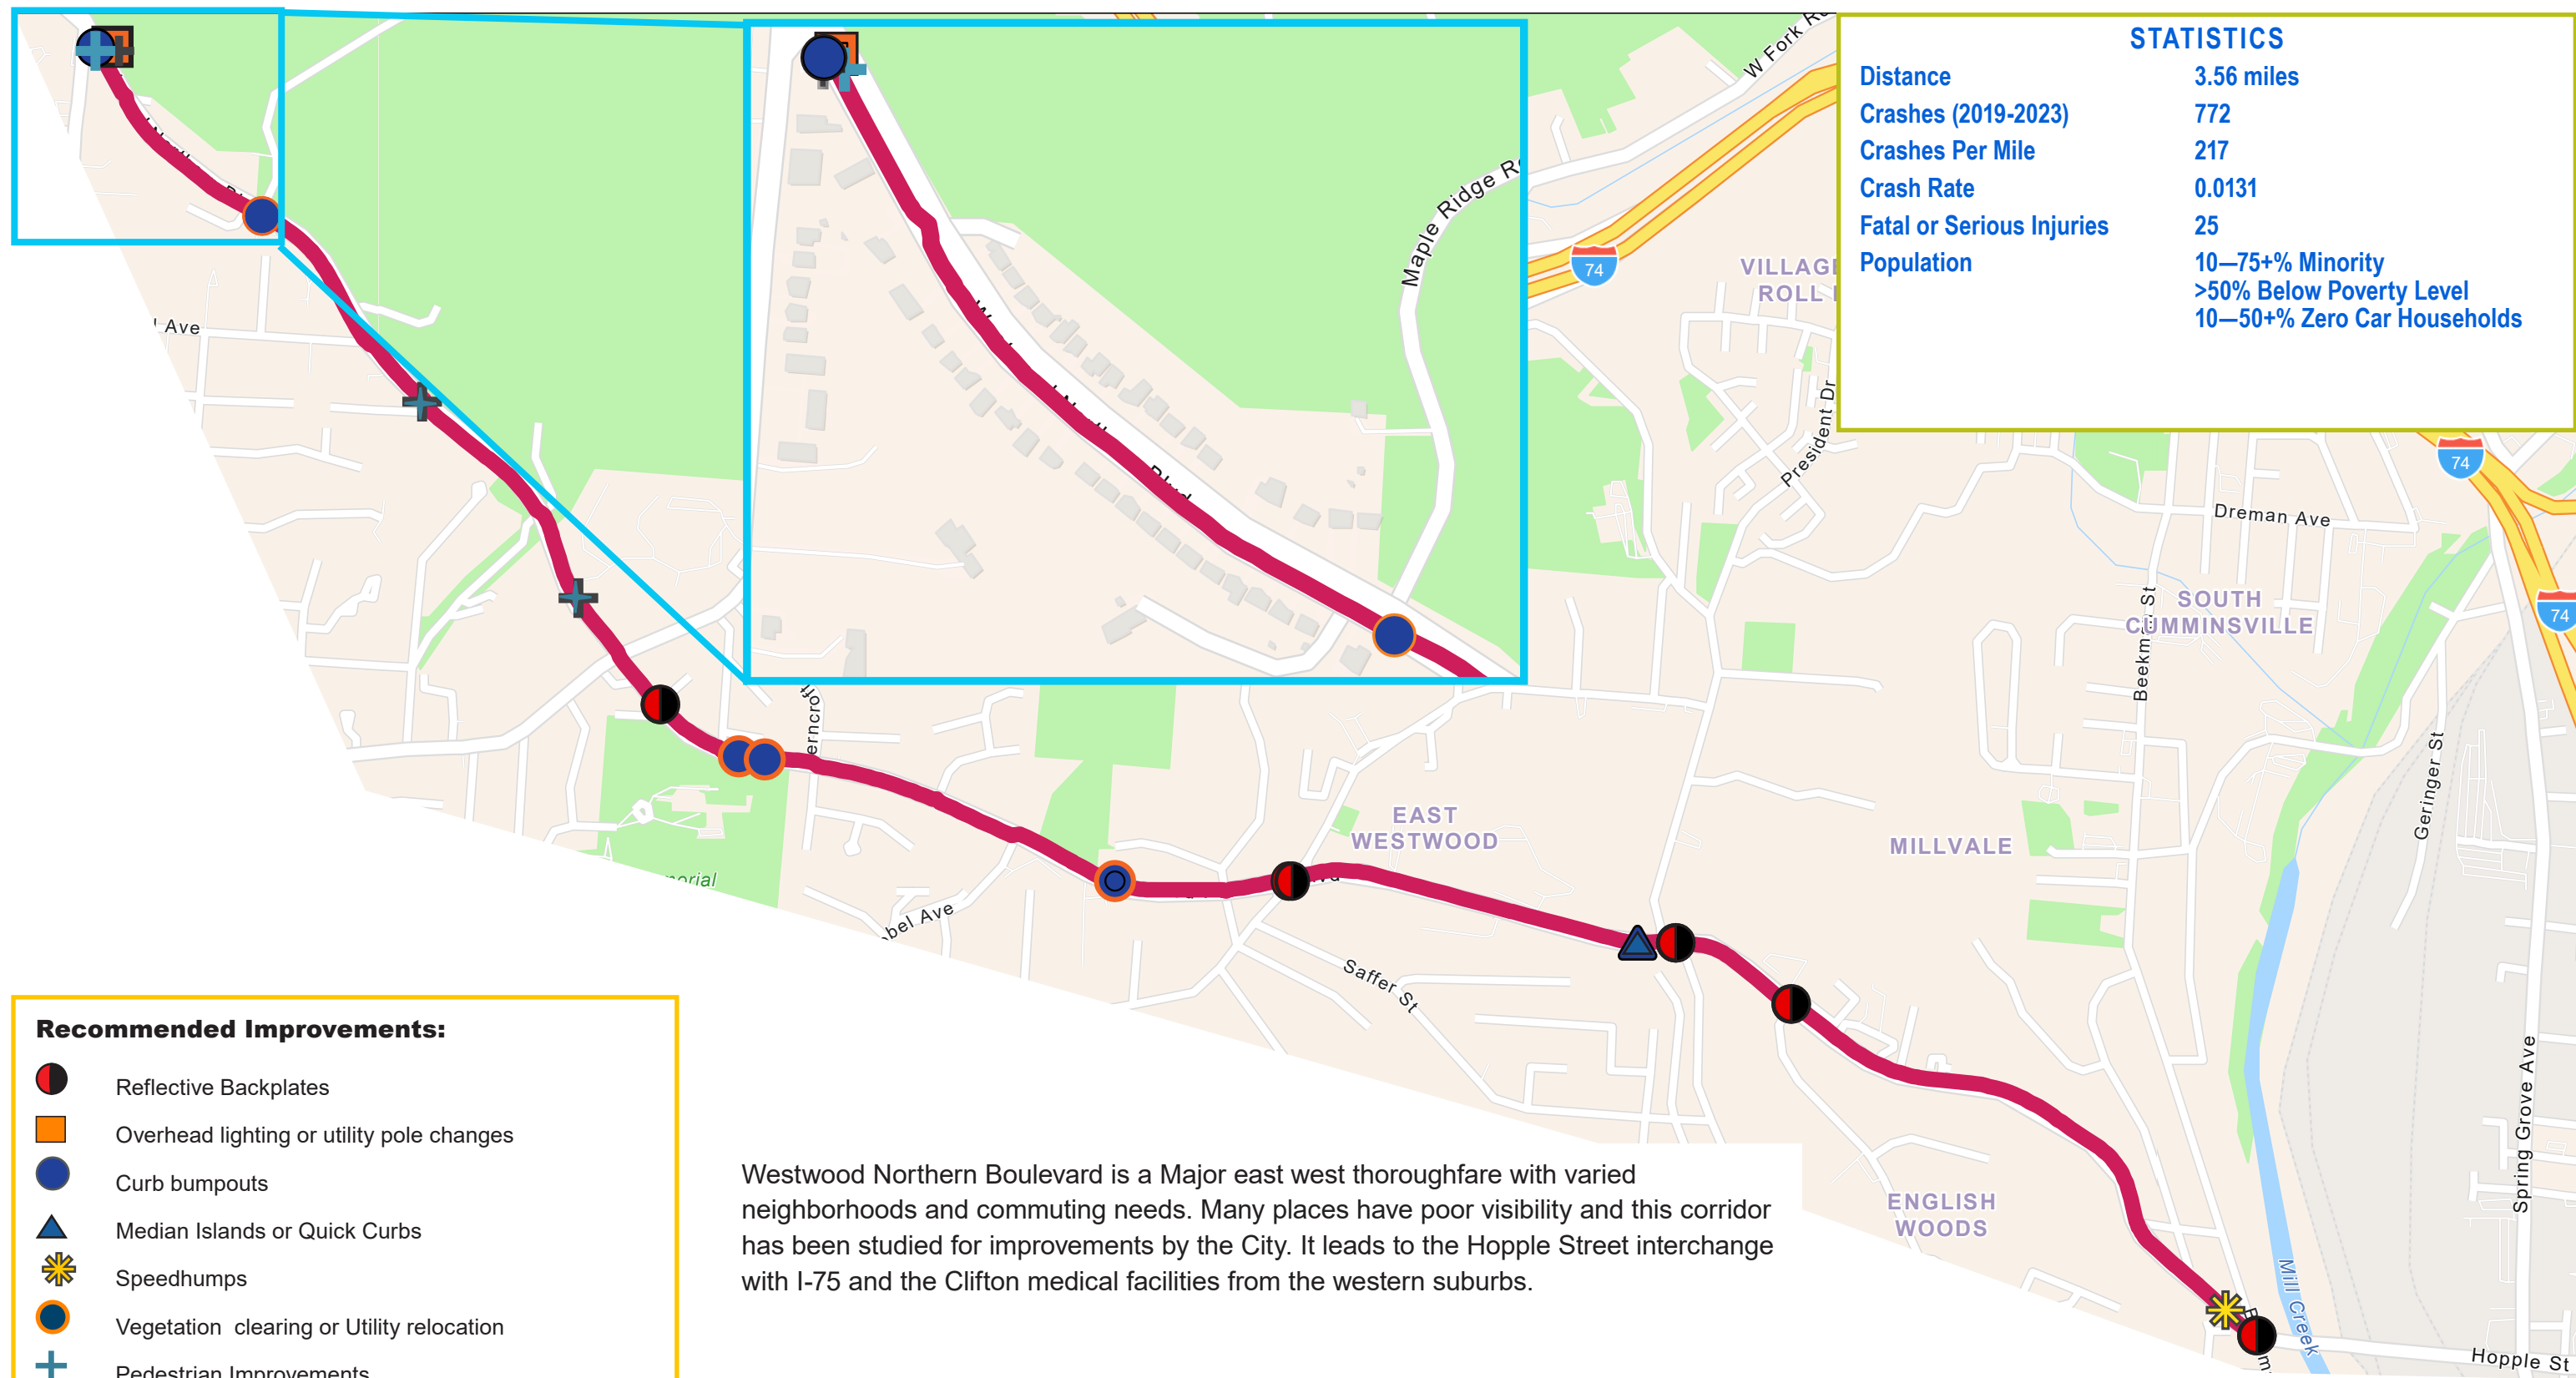 STATISTICS
Distance 3.56 miles
Crashes (2019-2023) 772
Crashes Per Mile 217
Crash Rate 0.0131
Fatal or Serious Injuries 25
Population 10—75+% Minority
>50% Below Poverty Level
10—50+% Zero Car Households
W Fork
Maple Ridge
74
VILLAGE
ROLL
President Dr
74
Dreman Ave
74
SOUTH
CUMMINSVILLE
Ave
Geringer St
EAST
WESTWOOD
MILLVALE
Ave
Saffer St
Spring Grove Ave
ENGLISH
WOODS
Mill Creek
Hopple St
Recommended Improvements:
Reflective Backplates
Overhead lighting or utility pole changes
Curb bumpouts
Median Islands or Quick Curbs
Speedhumps
Vegetation clearing or Utility relocation
Pedestrian Improvements
Westwood Northern Boulevard is a Major east west thoroughfare with varied
neighborhoods and commuting needs. Many places have poor visibility and this corridor
has been studied for improvements by the City. It leads to the Hopple Street interchange
with I-75 and the Clifton medical facilities from the western suburbs.